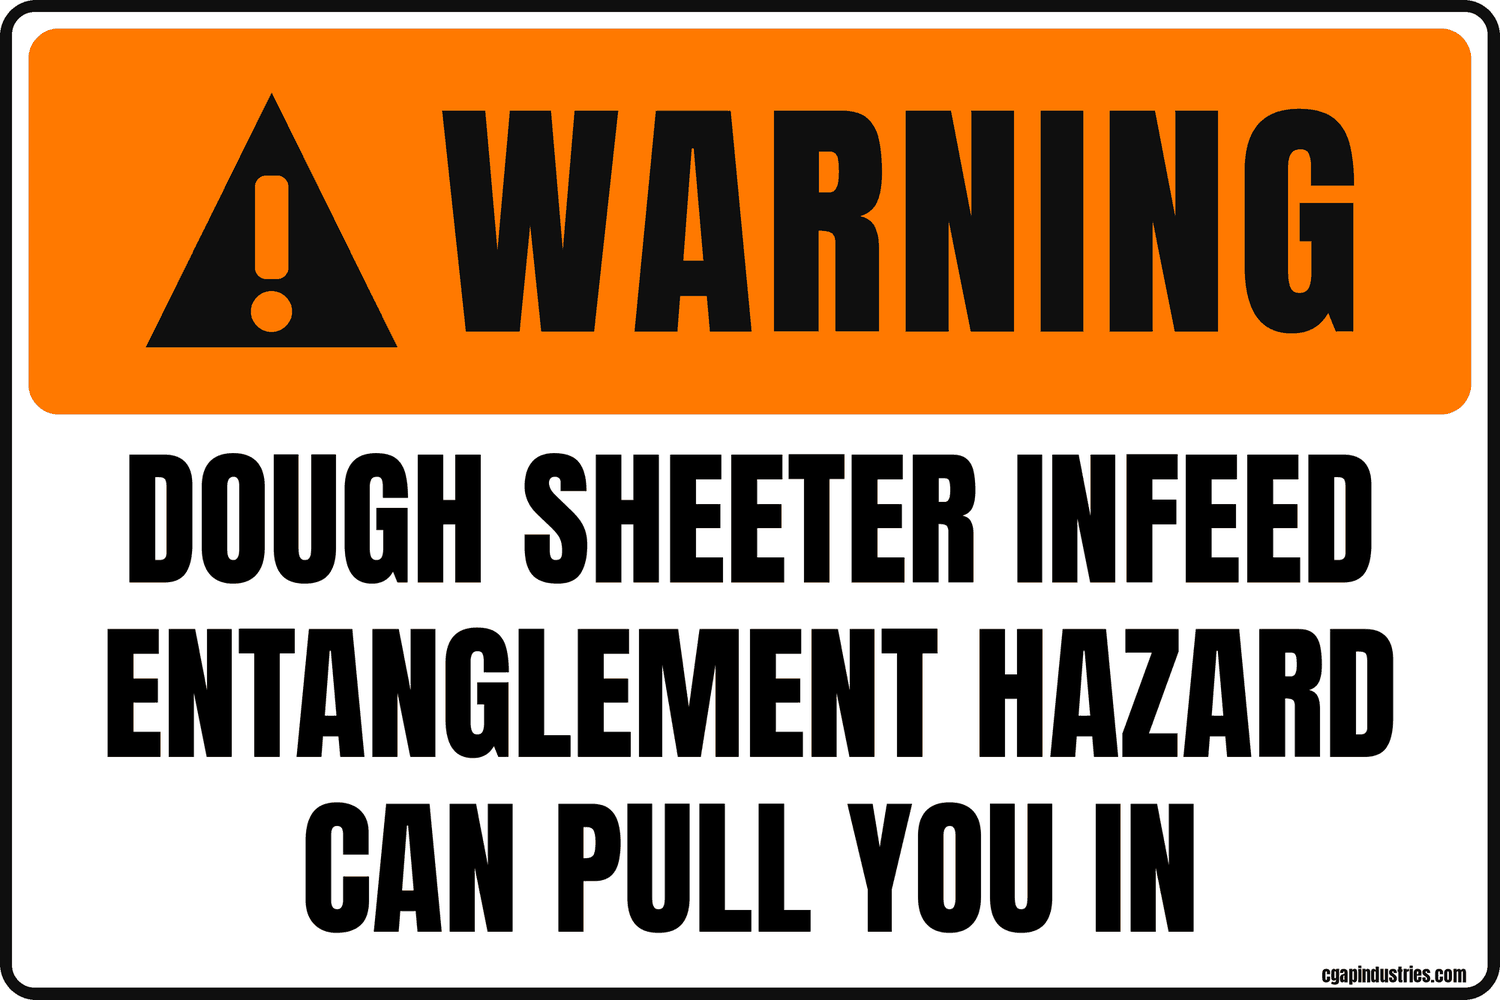 WARNING
DOUGH SHEETER INFEED
ENTANGLEMENT HAZARD
CAN PULL YOU IN
cgapindustries.com